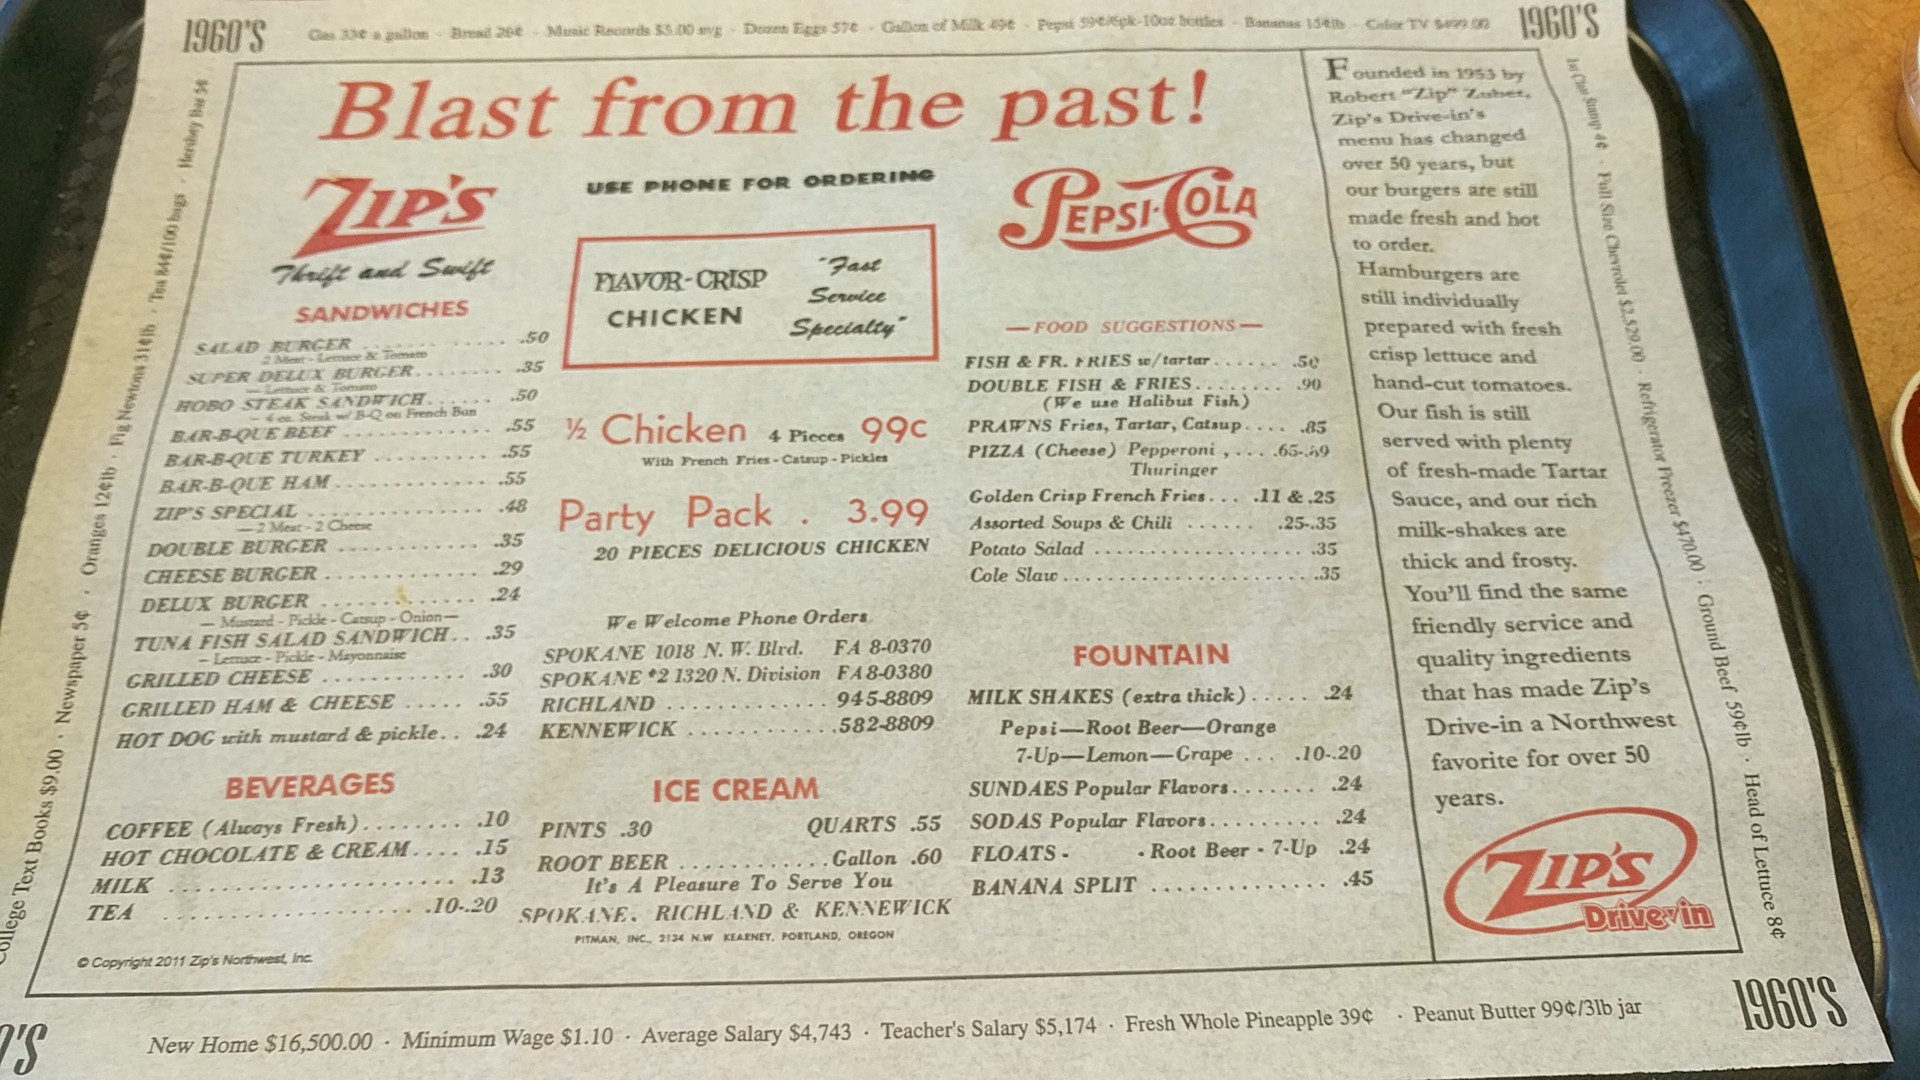 1960'S
Gas 33¢ a gallon · Bread 26¢ · Music Records $5.00 avg · Dozen Eggs 57¢ · Gallon of Milk 49¢ · Pepsi 59¢/6pk-10oz bottles · Bananas 15¢lb · Color TV $499.00
1960'S
Blast from the past!
ZIP'S
Thrift and Swift
SANDWICHES
SALAD BURGER .50
2 Meat - Lettuce & Tomato
SUPER DELUX BURGER .35
— Lettuce & Tomato
HOBO STEAK SANDWICH .50
— 4 oz. Steak w/ B-Q on French Bun
BAR-B-QUE BEEF .55
BAR-B-QUE TURKEY .55
BAR-B-QUE HAM .55
ZIP'S SPECIAL .48
— 2 Meat - 2 Cheese
DOUBLE BURGER .35
CHEESE BURGER .29
DELUX BURGER .24
— Mustard - Pickle - Catsup - Onion —
TUNA FISH SALAD SANDWICH .35
— Lettuce - Pickle - Mayonnaise
GRILLED CHEESE .30
GRILLED HAM & CHEESE .55
HOT DOG with mustard & pickle .24
BEVERAGES
COFFEE (Always Fresh) .10
HOT CHOCOLATE & CREAM .15
MILK .13
TEA .10-.20
© Copyright 2011 Zip's Northwest, Inc.
USE PHONE FOR ORDERING
FLAVOR-CRISP
CHICKEN
"Fast
Service
Specialty"
½ Chicken 4 Pieces 99c
With French Fries - Catsup - Pickles
Party Pack . 3.99
20 PIECES DELICIOUS CHICKEN
We Welcome Phone Orders
SPOKANE 1018 N. W. Blvd. FA 8-0370
SPOKANE #2 1320 N. Division FA 8-0380
RICHLAND 945-8809
KENNEWICK 582-8809
ICE CREAM
PINTS .30 QUARTS .55
ROOT BEER Gallon .60
It's A Pleasure To Serve You
SPOKANE, RICHLAND & KENNEWICK
PITMAN, INC., 2134 N.W KEARNEY, PORTLAND, OREGON
PEPSI-COLA
— FOOD SUGGESTIONS —
FISH & FR. FRIES w/tartar
DOUBLE FISH & FRIES .90
(We use Halibut Fish)
PRAWNS Fries, Tartar, Catsup .85
PIZZA (Cheese) Pepperoni, .65-
Thuringer
Golden Crisp French Fries .11 & .25
Assorted Soups & Chili .25-.35
Potato Salad .35
Cole Slaw .35
FOUNTAIN
MILK SHAKES (extra thick) .24
Pepsi—Root Beer—Orange
7-Up—Lemon—Grape .10-.20
SUNDAES Popular Flavors .24
SODAS Popular Flavors .24
FLOATS - - Root Beer - 7-Up .24
BANANA SPLIT .45
Founded in 1953 by
Robert "Zip" Zuber,
Zip's Drive-in's
menu has changed
over 50 years, but
our burgers are still
made fresh and hot
to order.
Hamburgers are
still individually
prepared with fresh
crisp lettuce and
hand-cut tomatoes.
Our fish is still
served with plenty
of fresh-made Tartar
Sauce, and our rich
milk-shakes are
thick and frosty.
You'll find the same
friendly service and
quality ingredients
that has made Zip's
Drive-in a Northwest
favorite for over 50
years.
ZIP'S
Drive-in
College Text Books $9.00 · Newspaper 5¢ · Oranges 12¢lb · Fig Newtons 31¢lb · Tea 84¢/100 bags · Hershey Bar 5¢
1st Class Stamp 4¢ · Full Size Chevrolet $2,529.00 · Refrigerator Freezer $470.00 · Ground Beef 59¢lb · Head of Lettuce 8¢
0'S
New Home $16,500.00 · Minimum Wage $1.10 · Average Salary $4,743 · Teacher's Salary $5,174 · Fresh Whole Pineapple 39¢ · Peanut Butter 99¢/3lb jar
1960'S